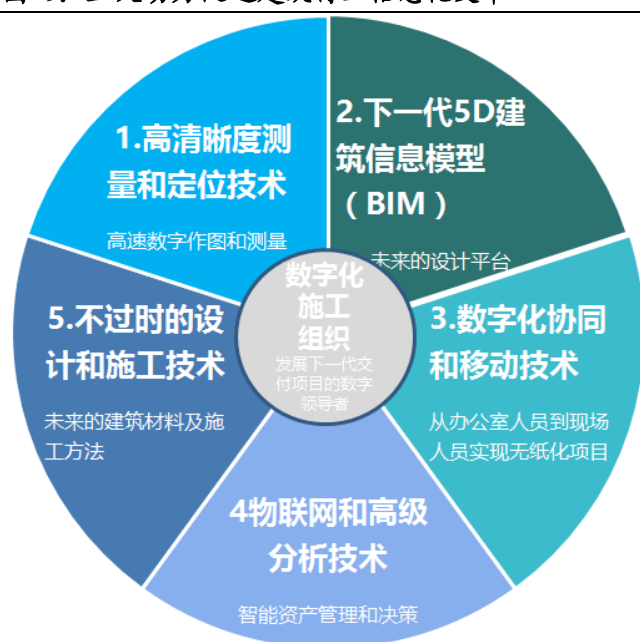 1.高清晰度测
量和定位技术
高速数字作图和测量
2.下一代5D建
筑信息模型
（BIM）
未来的设计平台
3.数字化协同
和移动技术
从办公室人员到现场
人员实现无纸化项目
4物联网和高级
分析技术
智能资产管理和决策
5.不过时的设
计和施工技术
未来的建筑材料及施
工方法
数字化
施工
组织
发展下一代交
付项目的数字
领导者